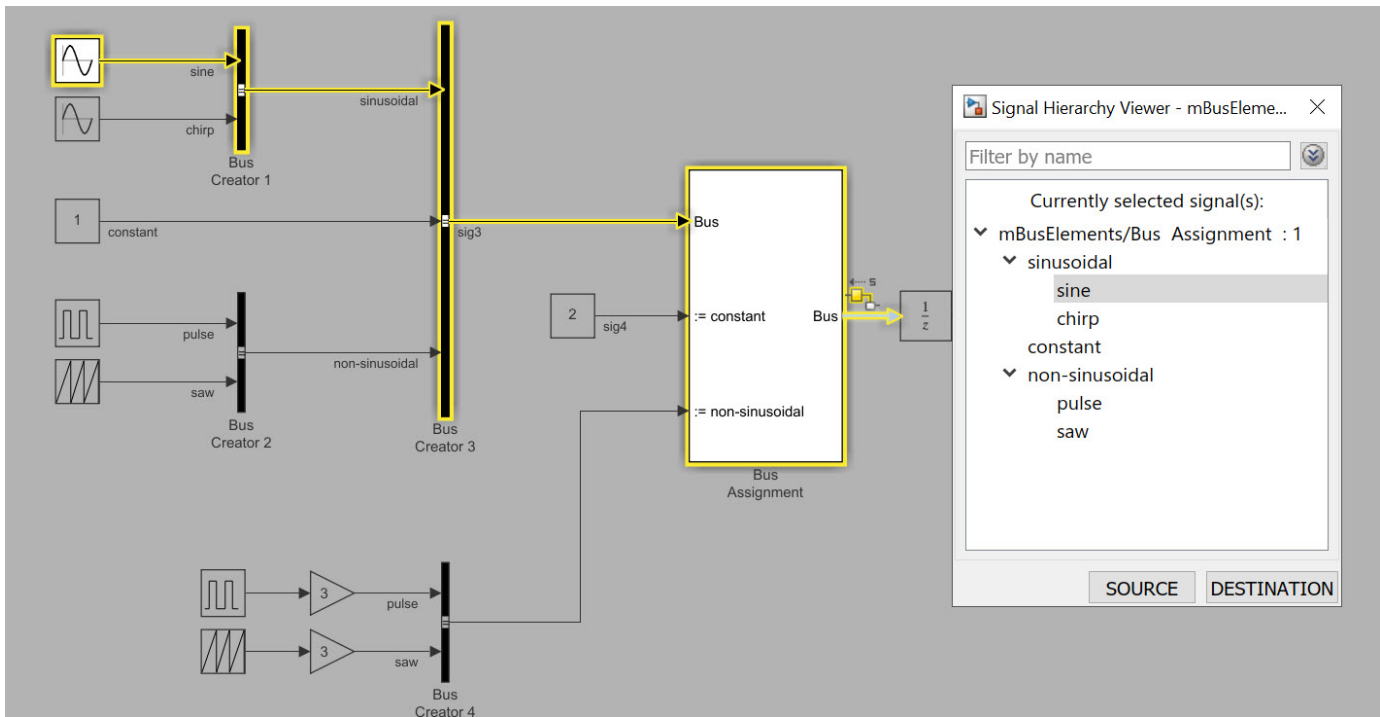 sine
chirp
Bus
Creator 1
sinusoidal
1
constant
sig3
pulse
saw
Bus
Creator 2
non-sinusoidal
Bus
Creator 3
2
sig4
Bus
:= constant
:= non-sinusoidal
Bus
Bus
Assignment
s
1
z
3
pulse
3
saw
Bus
Creator 4
Signal Hierarchy Viewer - mBusEleme...
Filter by name
Currently selected signal(s):
mBusElements/Bus Assignment : 1
sinusoidal
sine
chirp
constant
non-sinusoidal
pulse
saw
SOURCE
DESTINATION